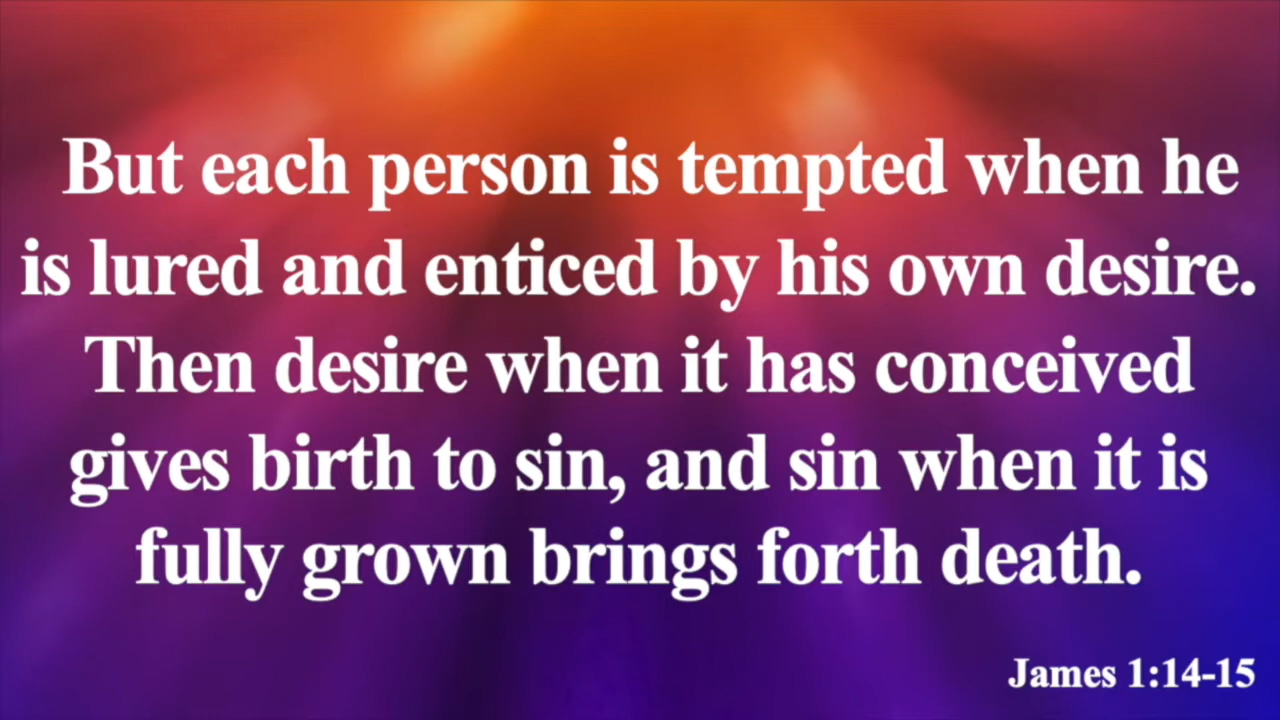 But each person is tempted when he
is lured and enticed by his own desire.
Then desire when it has conceived
gives birth to sin, and sin when it is
fully grown brings forth death.
James 1:14-15